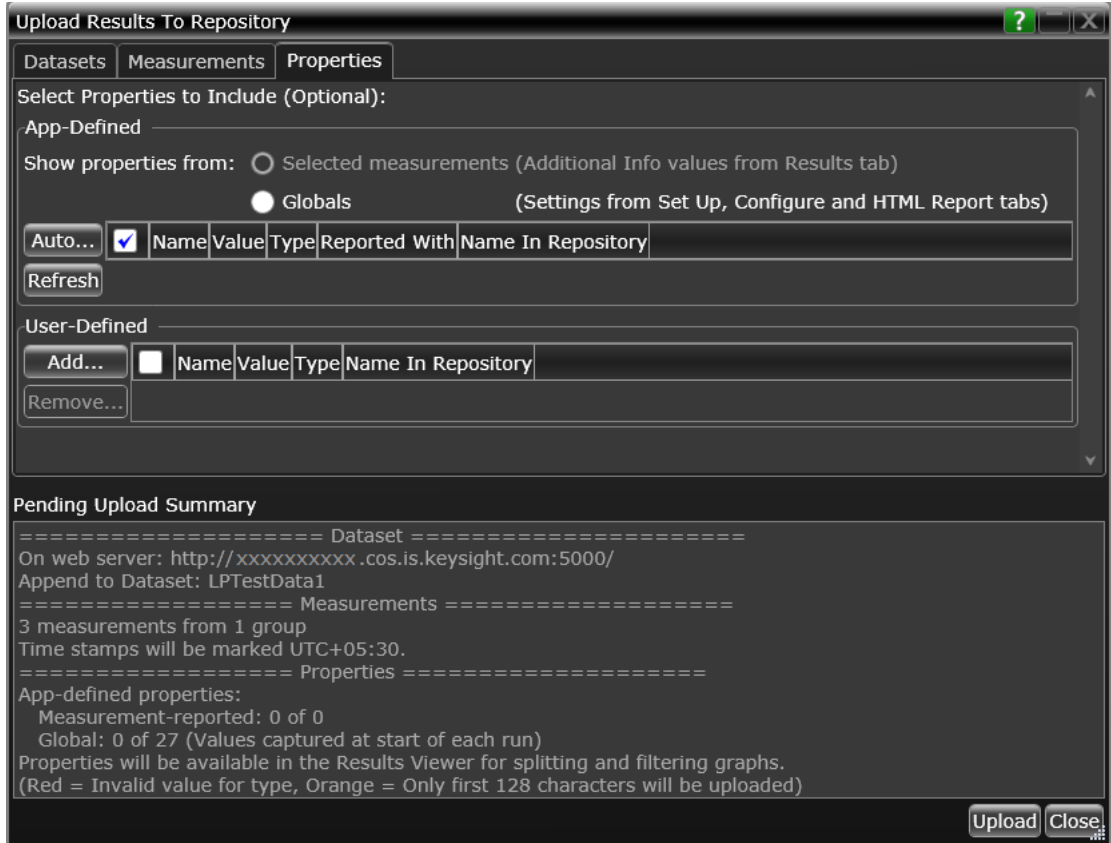 Upload Results To Repository
?
X
Datasets Measurements Properties
Select Properties to Include (Optional):
App-Defined
Show properties from: Selected measurements (Additional Info values from Results tab)
Globals (Settings from Set Up, Configure and HTML Report tabs)
Auto... Name Value Type Reported With Name In Repository
Refresh
User-Defined
Add... Name Value Type Name In Repository
Remove...
Pending Upload Summary
==================== Dataset ======================
On web server: http://xxxxxxxxxx.cos.is.keysight.com:5000/
Append to Dataset: LPTestData1
================== Measurements ===================
3 measurements from 1 group
Time stamps will be marked UTC+05:30.
================== Properties ====================
App-defined properties:
Measurement-reported: 0 of 0
Global: 0 of 27 (Values captured at start of each run)
Properties will be available in the Results Viewer for splitting and filtering graphs.
(Red = Invalid value for type, Orange = Only first 128 characters will be uploaded)
Upload Close